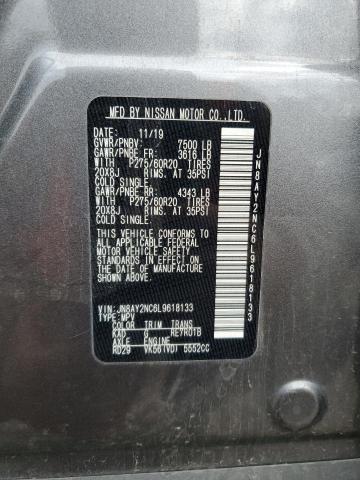 MFD BY NISSAN MOTOR CO.,LTD.
DATE: 11/19
GVWR/PNBV: 7500 LB
GAWR/PNBE FR: 3616 LB
WITH P275/60R20 TIRES
20X8J RIMS, AT 35PSI
COLD SINGLE.
GAWR/PNBE RR: 4343 LB
WITH P275/60R20 TIRES
20X8J RIMS, AT 35PSI
COLD SINGLE.
THIS VEHICLE CONFORMS TO ALL
APPLICABLE FEDERAL
MOTOR VEHICLE
SAFETY STANDARDS IN EFFECT
ON THE DATE OF
MANUFACTURE SHOWN ABOVE.
VIN: JN8AY2NC6L9618133
TYPE: MPV
COLOR TRIM TRANS
KAD G RE7R01B
AXLE ENGINE
RD29 VK56(VD) 5552CC
JN8AY2NC6L9618133